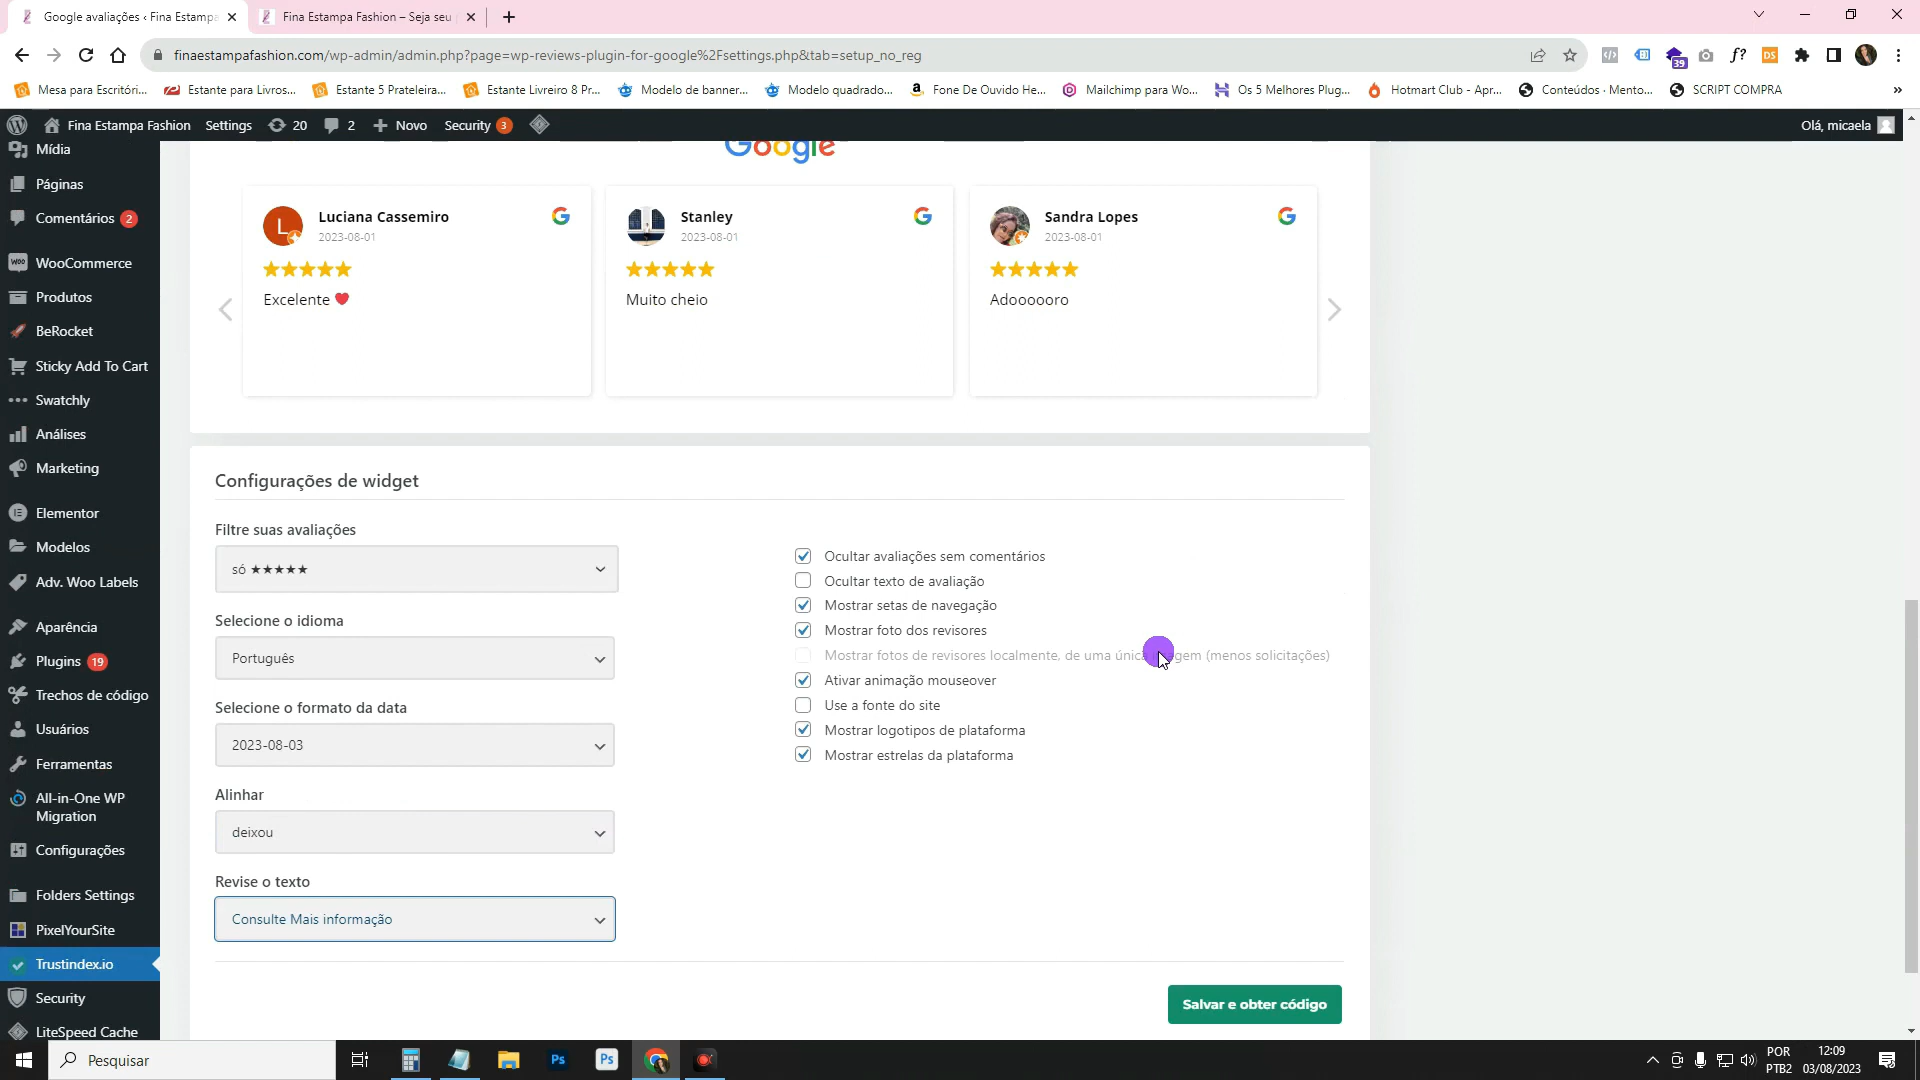 Google avaliações ‹ Fina Estampa
Fina Estampa Fashion – Seja seu
finaestampafashion.com/wp-admin/admin.php?page=wp-reviews-plugin-for-google%2Fsettings.php&tab=setup_no_reg
39
f?
DS
Mesa para Escritóri...
Estante para Livros...
Estante 5 Prateleira...
Estante Livreiro 8 Pr...
Modelo de banner...
Modelo quadrado...
Fone De Ouvido He...
Mailchimp para Wo...
Os 5 Melhores Plug...
Hotmart Club - Apr...
Conteúdos · Mento...
SCRIPT COMPRA
»
Fina Estampa Fashion
Settings
20
2
Novo
Security 3
Olá, micaela
Mídia
Páginas
Comentários 2
WooCommerce
Produtos
BeRocket
Sticky Add To Cart
Swatchly
Análises
Marketing
Elementor
Modelos
Adv. Woo Labels
Aparência
Plugins 19
Trechos de código
Usuários
Ferramentas
All-in-One WP
Migration
Configurações
Folders Settings
PixelYourSite
Trustindex.io
Security
LiteSpeed Cache
Google
L
Luciana Cassemiro
2023-08-01
Excelente ❤
Stanley
2023-08-01
Muito cheio
Sandra Lopes
2023-08-01
Adoooooro
Configurações de widget
Filtre suas avaliações
só ★★★★★
Selecione o idioma
Português
Selecione o formato da data
2023-08-03
Alinhar
deixou
Revise o texto
Consulte Mais informação
Ocultar avaliações sem comentários
Ocultar texto de avaliação
Mostrar setas de navegação
Mostrar foto dos revisores
Mostrar fotos de revisores localmente, de uma única imagem (menos solicitações)
Ativar animação mouseover
Use a fonte do site
Mostrar logotipos de plataforma
Mostrar estrelas da plataforma
Salvar e obter código
Pesquisar
Ps
Ps
POR
PTB2
12:09
03/08/2023